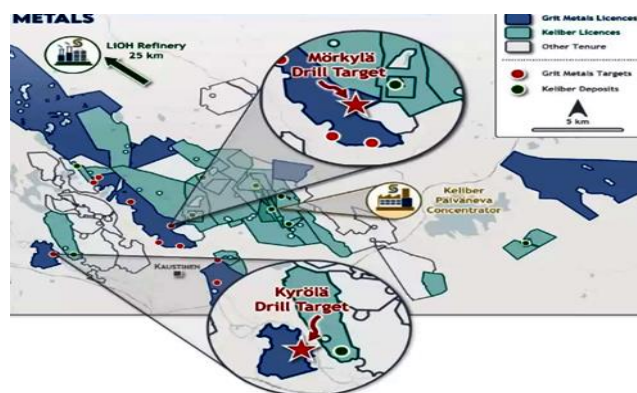 METALS
LIOH Refinery
25 km
Mörkylä
Drill Target
Grit Metals Licences
Keliber Licences
Other Tenure
Grit Metals Targets
Keliber Deposits
5 km
Keliber
Päiväneva
Concentrator
KAUSTINEN
Kyrölä
Drill Target